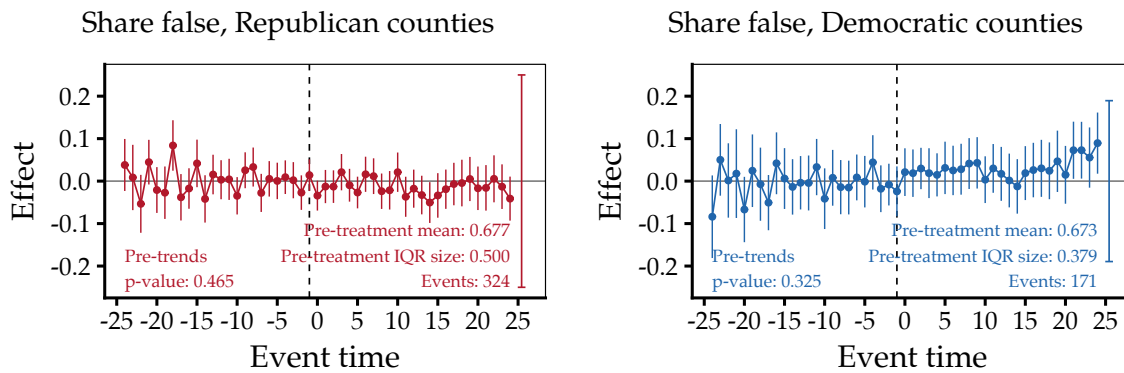 Share false, Republican counties
Effect
0.2
0.1
0.0
-0.1
-0.2
Pre-treatment mean: 0.677
Pre-trends Pre-treatment IQR size: 0.500
p-value: 0.465 Events: 324
-25 -20 -15 -10 -5 0 5 10 15 20 25
Event time
Share false, Democratic counties
Effect
0.2
0.1
0.0
-0.1
-0.2
Pre-treatment mean: 0.673
Pre-trends Pre-treatment IQR size: 0.379
p-value: 0.325 Events: 171
-25 -20 -15 -10 -5 0 5 10 15 20 25
Event time